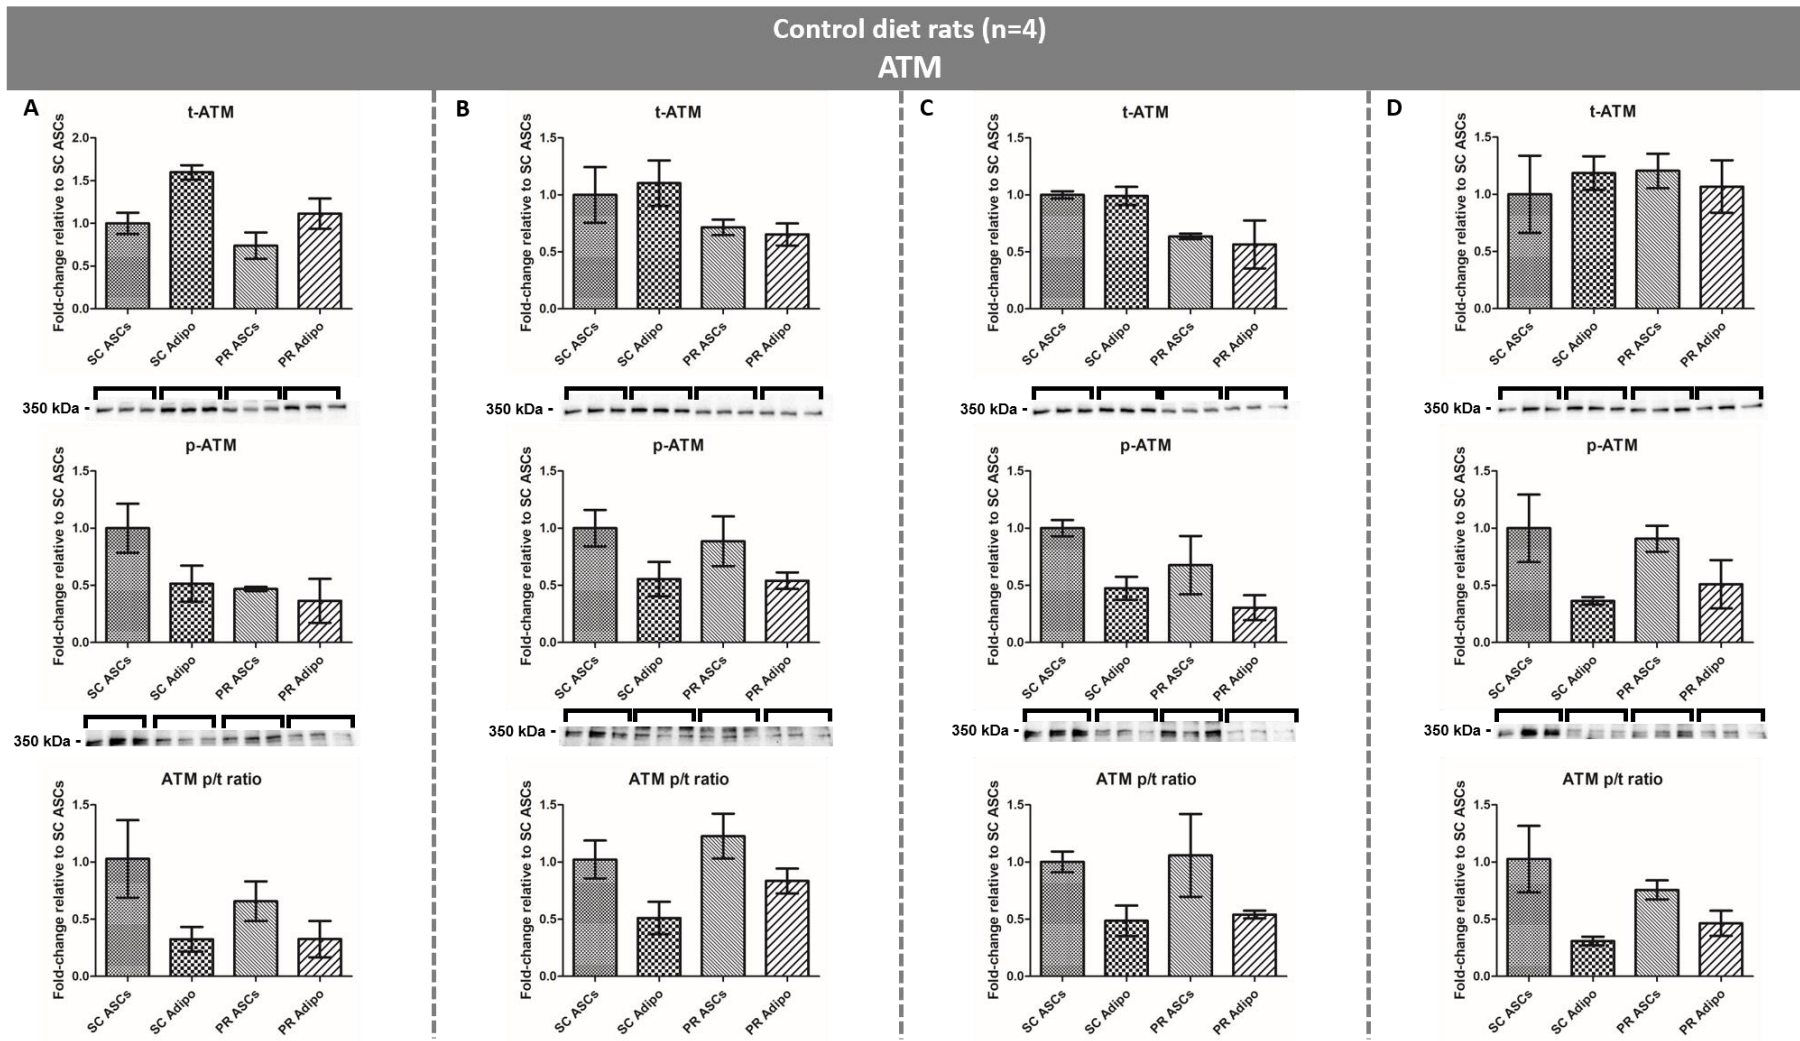 Control diet rats (n=4)
ATM
A
t-ATM
Fold-change relative to SC ASCs
2.0
1.5
1.0
0.5
0.0
SC ASCs
SC Adipo
PR ASCs
PR Adipo
350 kDa -
p-ATM
Fold-change relative to SC ASCs
1.5
1.0
0.5
0.0
SC ASCs
SC Adipo
PR ASCs
PR Adipo
350 kDa -
ATM p/t ratio
Fold-change relative to SC ASCs
1.5
1.0
0.5
0.0
SC ASCs
SC Adipo
PR ASCs
PR Adipo
B
t-ATM
Fold-change relative to SC ASCs
1.5
1.0
0.5
0.0
SC ASCs
SC Adipo
PR ASCs
PR Adipo
350 kDa -
p-ATM
Fold-change relative to SC ASCs
1.5
1.0
0.5
0.0
SC ASCs
SC Adipo
PR ASCs
PR Adipo
350 kDa -
ATM p/t ratio
Fold-change relative to SC ASCs
1.5
1.0
0.5
0.0
SC ASCs
SC Adipo
PR ASCs
PR Adipo
C
t-ATM
Fold-change relative to SC ASCs
1.5
1.0
0.5
0.0
SC ASCs
SC Adipo
PR ASCs
PR Adipo
350 kDa -
p-ATM
Fold-change relative to SC ASCs
1.5
1.0
0.5
0.0
SC ASCs
SC Adipo
PR ASCs
PR Adipo
350 kDa -
ATM p/t ratio
Fold-change relative to SC ASCs
1.5
1.0
0.5
0.0
SC ASCs
SC Adipo
PR ASCs
PR Adipo
D
t-ATM
Fold-change relative to SC ASCs
1.5
1.0
0.5
0.0
SC ASCs
SC Adipo
PR ASCs
PR Adipo
350 kDa -
p-ATM
Fold-change relative to SC ASCs
1.5
1.0
0.5
0.0
SC ASCs
SC Adipo
PR ASCs
PR Adipo
350 kDa -
ATM p/t ratio
Fold-change relative to SC ASCs
1.5
1.0
0.5
0.0
SC ASCs
SC Adipo
PR ASCs
PR Adipo